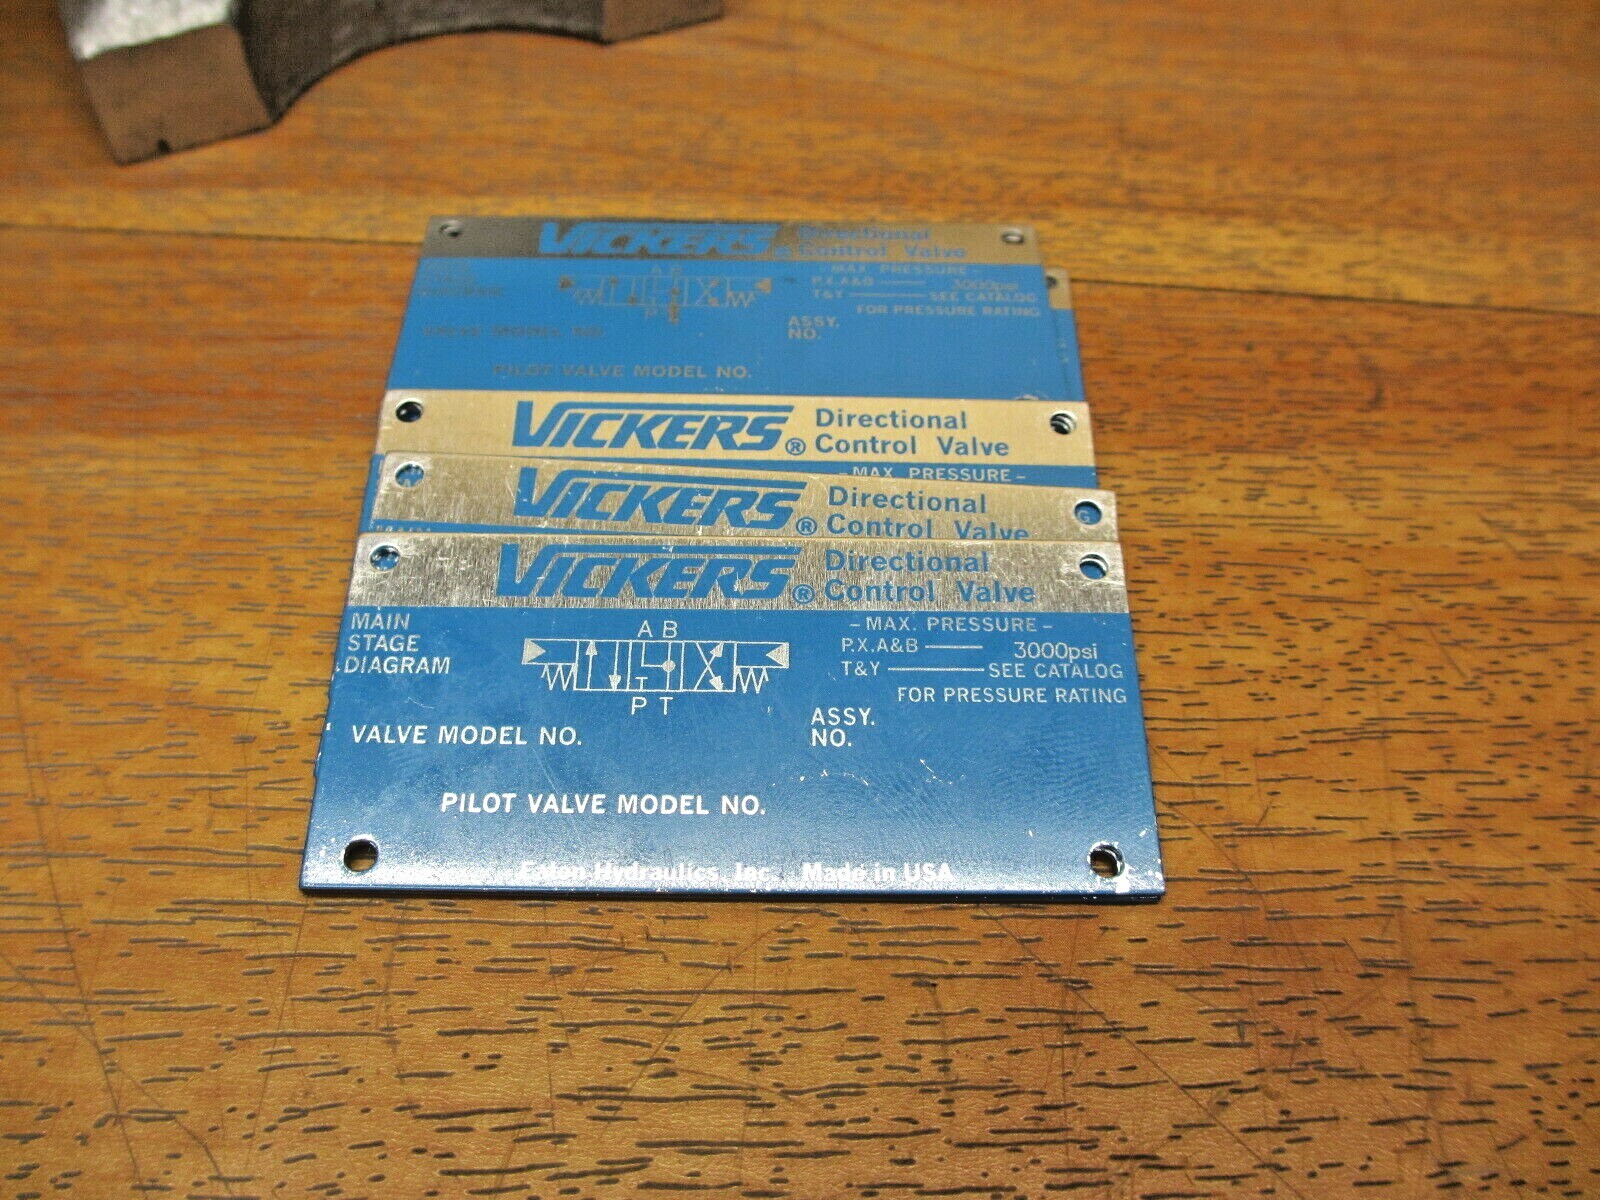 VICKERS® Directional
Control Valve
A B
- MAX. PRESSURE -
P.X.A&B 3000psi
T&Y SEE CATALOG
FOR PRESSURE RATING
P T
ASSY.
NO.
VALVE MODEL NO.
PILOT VALVE MODEL NO.
VICKERS® Directional
Control Valve
- MAX. PRESSURE -
VICKERS® Directional
Control Valve
VICKERS® Directional
Control Valve
MAIN
STAGE
DIAGRAM
A B
- MAX. PRESSURE -
P.X.A&B 3000psi
T&Y SEE CATALOG
FOR PRESSURE RATING
T
P T
ASSY.
NO.
VALVE MODEL NO.
PILOT VALVE MODEL NO.
Eaton Hydraulics, Inc. Made in USA